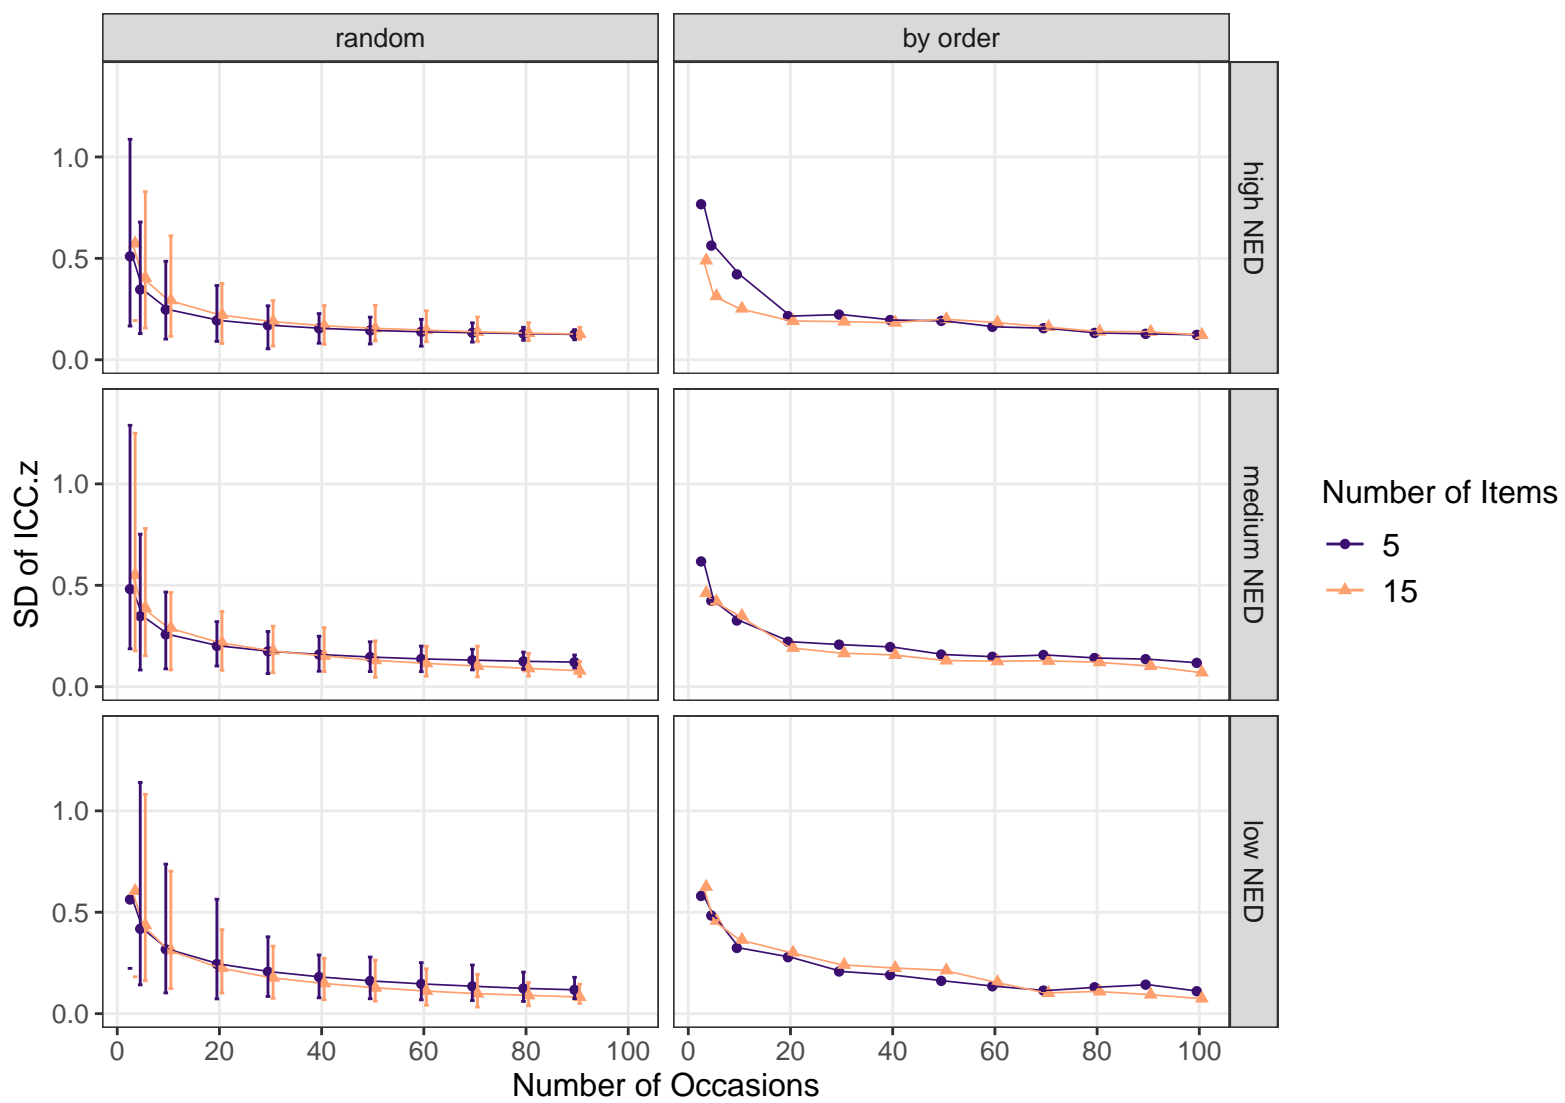 random
by order
1.0
0.5
0.0
high NED
1.0
0.5
0.0
medium NED
1.0
0.5
0.0
low NED
SD of ICC.z
0 20 40 60 80 100
0 20 40 60 80 100
Number of Occasions
Number of Items
5
15